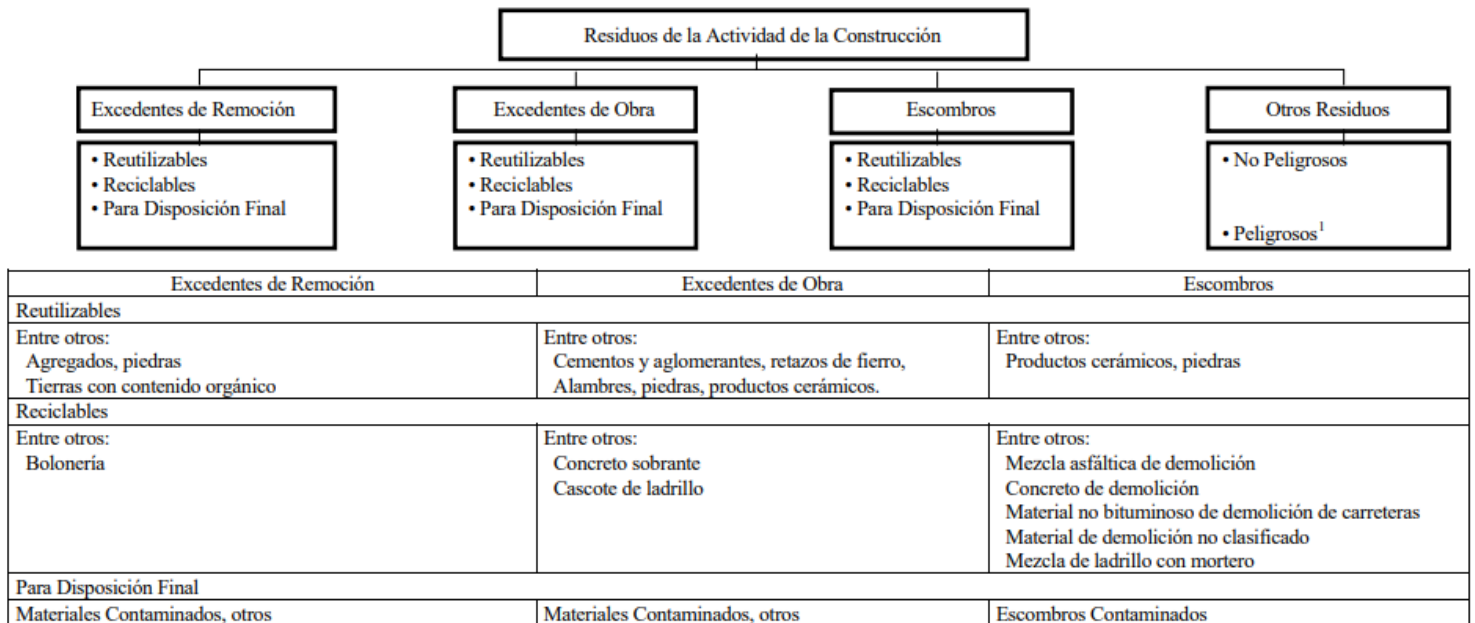 Residuos de la Actividad de la Construcción
Excedentes de Remoción
Excedentes de Obra
Escombros
Otros Residuos
• Reutilizables
• Reciclables
• Para Disposición Final
• Reutilizables
• Reciclables
• Para Disposición Final
• Reutilizables
• Reciclables
• Para Disposición Final
• No Peligrosos
• Peligrosos¹
Excedentes de Remoción
Excedentes de Obra
Escombros
Reutilizables
Entre otros:
Agregados, piedras
Tierras con contenido orgánico
Entre otros:
Cementos y aglomerantes, retazos de fierro,
Alambres, piedras, productos cerámicos.
Entre otros:
Productos cerámicos, piedras
Reciclables
Entre otros:
Bolonería
Entre otros:
Concreto sobrante
Cascote de ladrillo
Entre otros:
Mezcla asfáltica de demolición
Concreto de demolición
Material no bituminoso de demolición de carreteras
Material de demolición no clasificado
Mezcla de ladrillo con mortero
Para Disposición Final
Materiales Contaminados, otros
Materiales Contaminados, otros
Escombros Contaminados